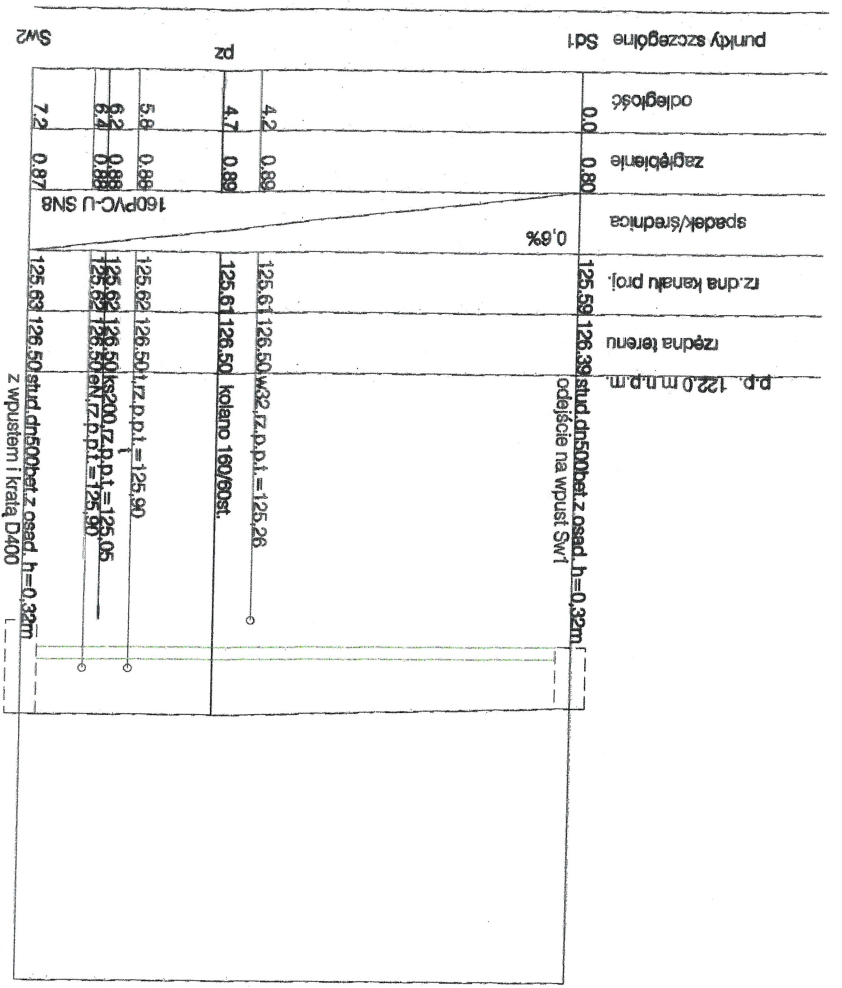 p.p. 122.0 m.n.p.m.
rzędna terenu
rz.dna kanału proj.
spadek/średnica
zagłębienie
odległość
punkty szczególne
odejście na wpust Sw1
125.59 126.39 stud.dn500bet.z osad. h=0,32m
0,6%
0.80
0.0
Sd1
125.61 126.50 w32,rz.p.p.t.=125,26
0.89
4.2
125.61 126.50 kolano 160/60st.
0.89
4.7
pz
125.62 126.50 t,rz.p.p.t.=125,90
0.88
5.8
125.62 126.50 ks200,rz.p.p.t.=125,05
0.88
6.2
125.62 126.50 eN,rz.p.p.t.=125,90
0.88
6.4
160PVC-U SN8
125.63 126.50 stud.dn500bet.z osad. h=0,32m
z wpustem i kratą D400
0.87
7.2
Sw2